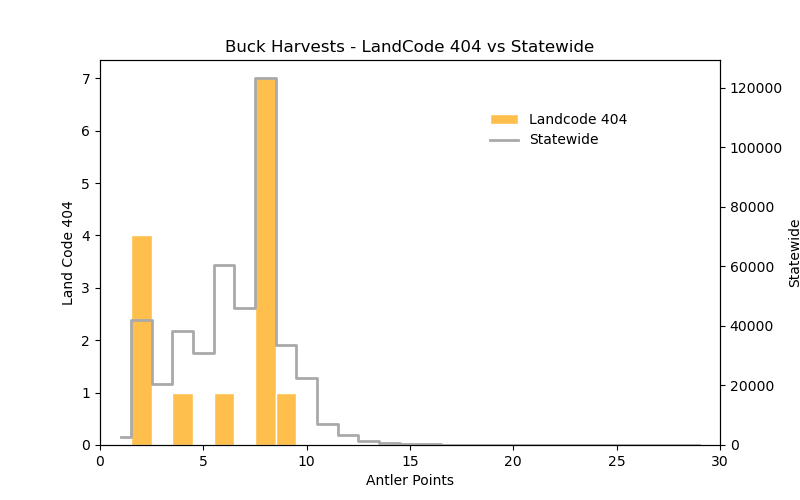 Buck Harvests - LandCode 404 vs Statewide
7
6
5
4
3
2
1
0
Land Code 404
120000
100000
80000
60000
40000
20000
0
Statewide
Landcode 404
Statewide
0 5 10 15 20 25 30
Antler Points